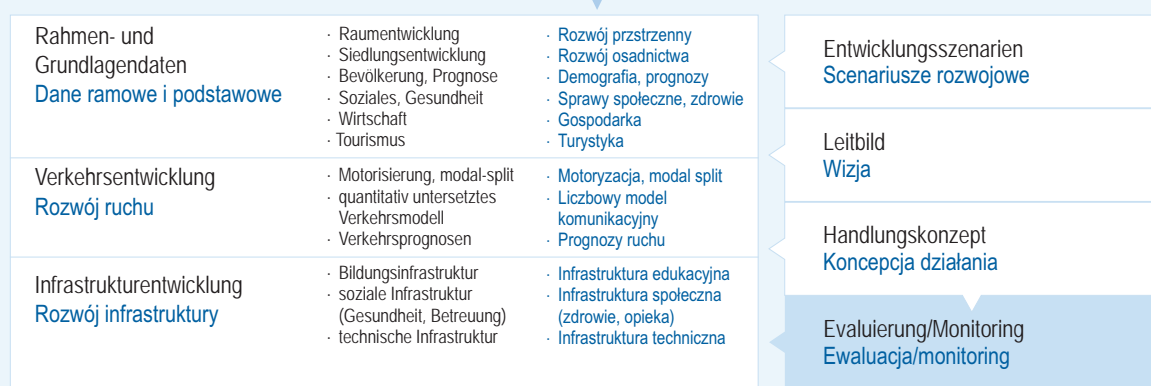 Rahmen- und
Grundlagendaten
Dane ramowe i podstawowe
· Raumentwicklung
· Siedlungsentwicklung
· Bevölkerung, Prognose
· Soziales, Gesundheit
· Wirtschaft
· Tourismus
· Rozwój przstrzenny
· Rozwój osadnictwa
· Demografia, prognozy
· Sprawy społeczne, zdrowie
· Gospodarka
· Turystyka
Verkehrsentwicklung
Rozwój ruchu
· Motorisierung, modal-split
· quantitativ untersetztes
Verkehrsmodell
· Verkehrsprognosen
· Motoryzacja, modal split
· Liczbowy model
komunikacyjny
· Prognozy ruchu
Infrastrukturentwicklung
Rozwój infrastruktury
· Bildungsinfrastruktur
· soziale Infrastruktur
(Gesundheit, Betreuung)
· technische Infrastruktur
· Infrastruktura edukacyjna
· Infrastruktura społeczna
(zdrowie, opieka)
· Infrastruktura techniczna
Entwicklungsszenarien
Scenariusze rozwojowe
Leitbild
Wizja
Handlungskonzept
Koncepcja działania
Evaluierung/Monitoring
Ewaluacja/monitoring